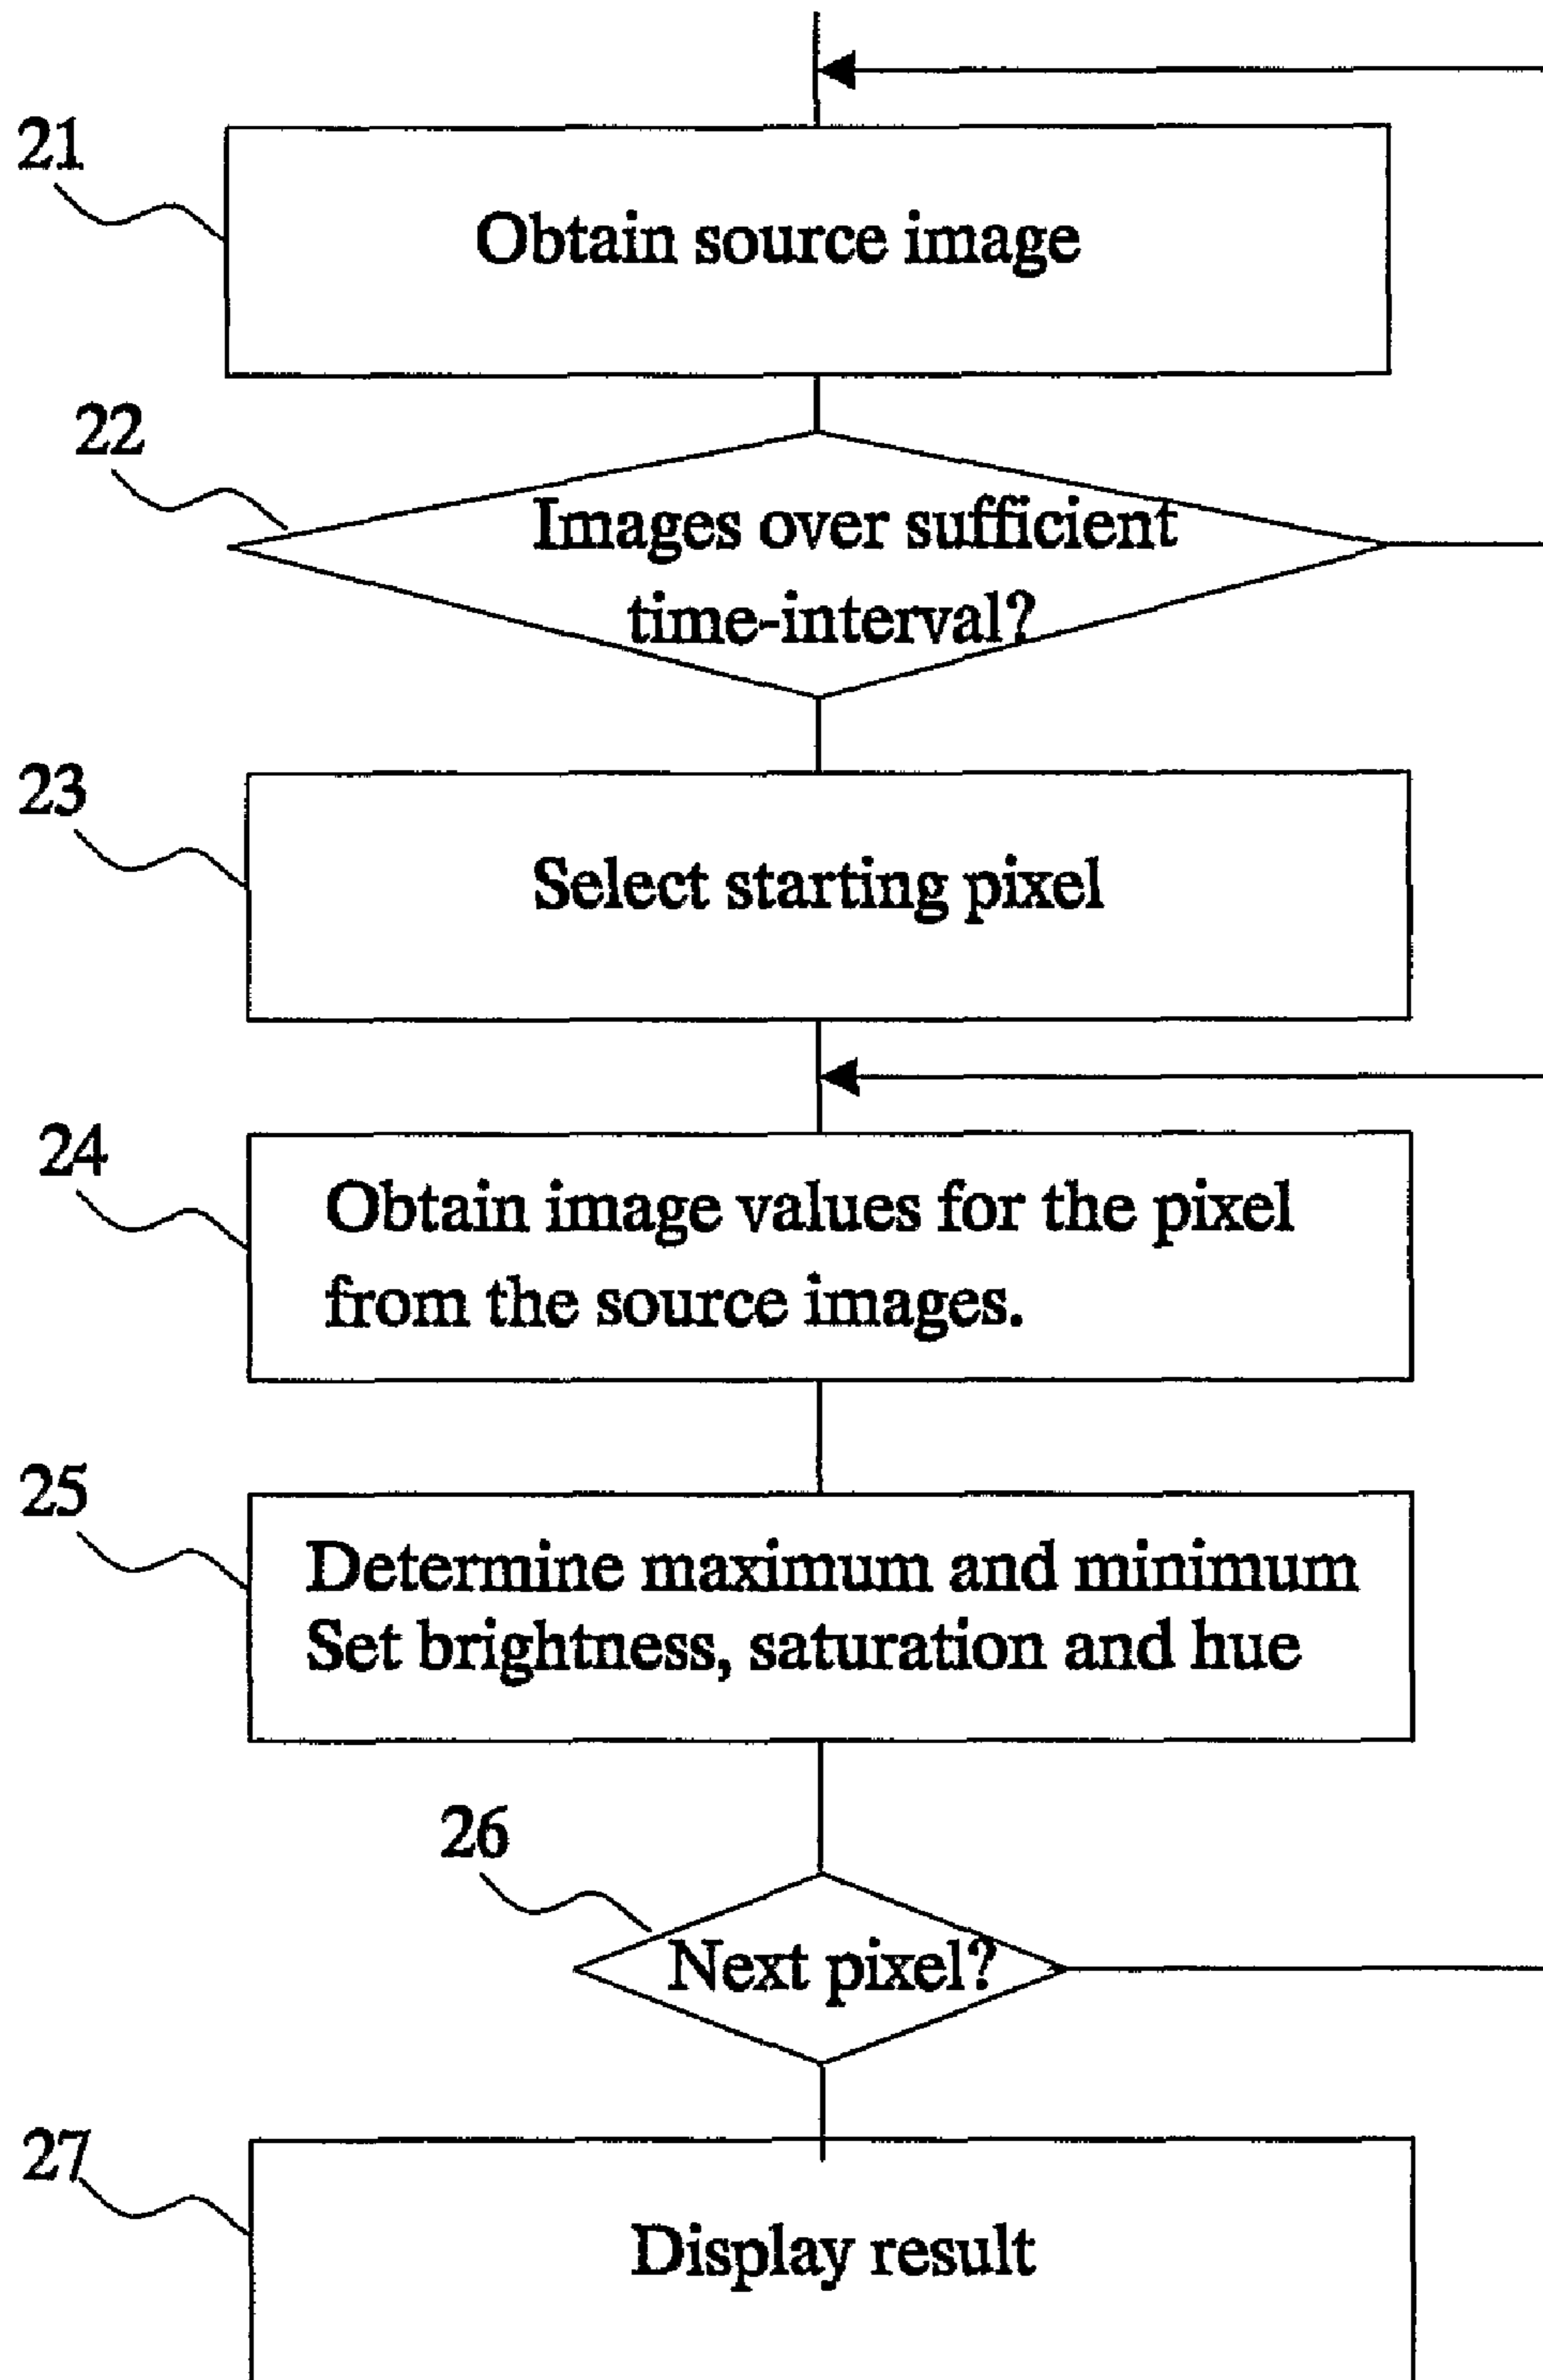 21
Obtain source image
22
Images over sufficient
time-interval?
23
Select starting pixel
24
Obtain image values for the pixel
from the source images.
25
Determine maximum and minimum
Set brightness, saturation and hue
26
Next pixel?
27
Display result